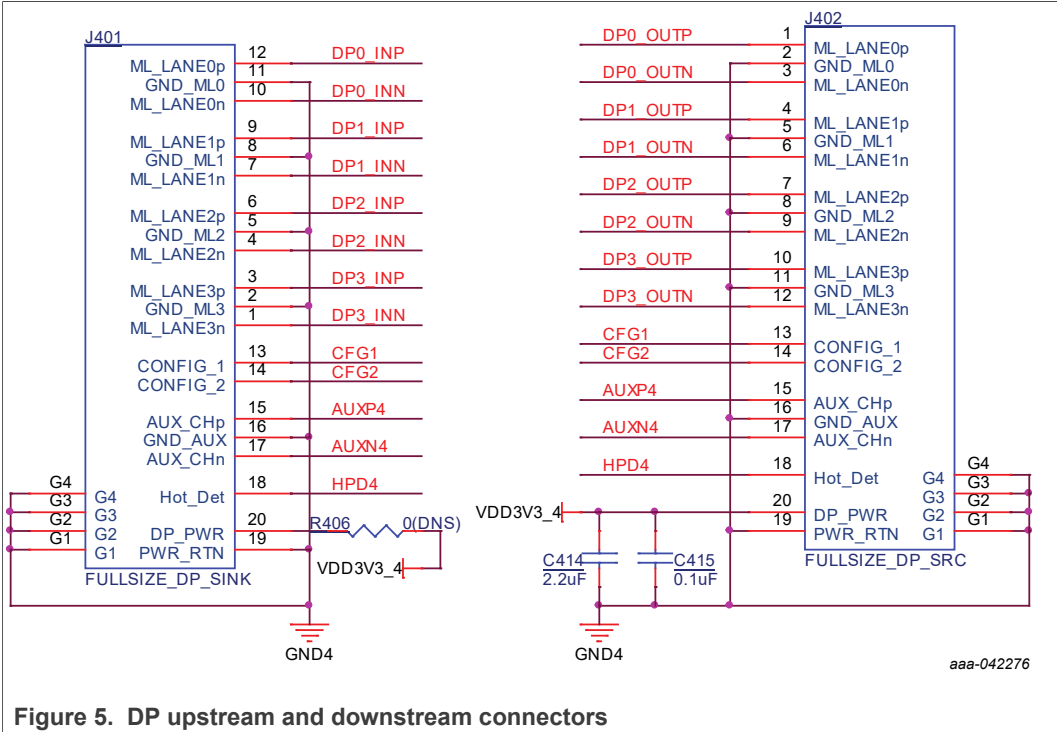 J401
12 DP0_INP
ML_LANE0p
11
GND_ML0
10 DP0_INN
ML_LANE0n
9 DP1_INP
ML_LANE1p
8
GND_ML1
7 DP1_INN
ML_LANE1n
6 DP2_INP
ML_LANE2p
5
GND_ML2
4 DP2_INN
ML_LANE2n
3 DP3_INP
ML_LANE3p
2
GND_ML3
1 DP3_INN
ML_LANE3n
13 CFG1
CONFIG_1
14 CFG2
CONFIG_2
15 AUXP4
AUX_CHp
16
GND_AUX
17 AUXN4
AUX_CHn
18 HPD4
Hot_Det
G4 G4
G3 G3
G2 G2
G1 G1
20 R406 0(DNS)
DP_PWR
19
PWR_RTN
VDD3V3_4
FULLSIZE_DP_SINK
GND4
J402
DP0_OUTP 1
ML_LANE0p
2
GND_ML0
DP0_OUTN 3
ML_LANE0n
DP1_OUTP 4
ML_LANE1p
5
GND_ML1
DP1_OUTN 6
ML_LANE1n
DP2_OUTP 7
ML_LANE2p
8
GND_ML2
DP2_OUTN 9
ML_LANE2n
DP3_OUTP 10
ML_LANE3p
11
GND_ML3
DP3_OUTN 12
ML_LANE3n
CFG1 13
CONFIG_1
CFG2 14
CONFIG_2
AUXP4 15
AUX_CHp
16
GND_AUX
AUXN4 17
AUX_CHn
HPD4 18
Hot_Det
G4 G4
G3 G3
G2 G2
G1 G1
VDD3V3_4 20
DP_PWR
19
PWR_RTN
C414
2.2uF
C415
0.1uF
FULLSIZE_DP_SRC
GND4
aaa-042276
Figure 5. DP upstream and downstream connectors